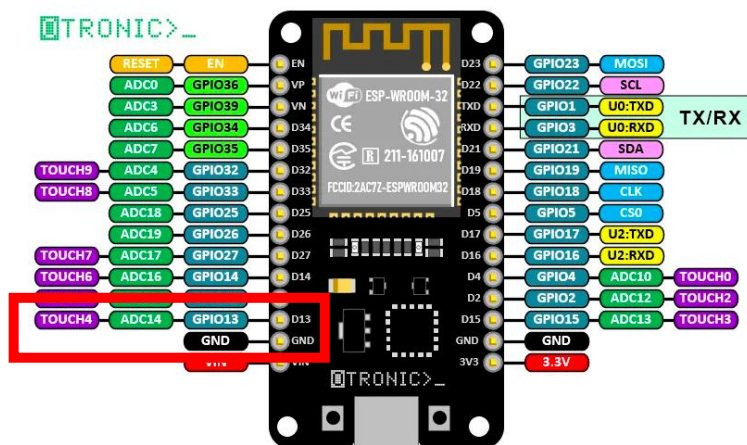 OTRONIC>_
RESET EN EN D23 GPIO23 MOSI
ADC0 GPIO36 VP D22 GPIO22 SCL
ADC3 GPIO39 VN TXD GPIO1 U0:TXD
ADC6 GPIO34 D34 RXD GPIO3 U0:RXD
TX/RX
ADC7 GPIO35 D35 D21 GPIO21 SDA
TOUCH9 ADC4 GPIO32 D32 D19 GPIO19 MISO
TOUCH8 ADC5 GPIO33 D33 D18 GPIO18 CLK
ADC18 GPIO25 D25 D5 GPIO5 CS0
ADC19 GPIO26 D26 D17 GPIO17 U2:TXD
TOUCH7 ADC17 GPIO27 D27 D16 GPIO16 U2:RXD
TOUCH6 ADC16 GPIO14 D14 D4 GPIO4 ADC10 TOUCH0
D2 GPIO2 ADC12 TOUCH2
TOUCH4 ADC14 GPIO13 D13 D15 GPIO15 ADC13 TOUCH3
GND GND GND GND
VIN VIN 3V3 3.3V
WiFi ESP-WROOM-32
CE
R 211-161007
FCCID:2AC7Z-ESPWROOM32
OTRONIC>_